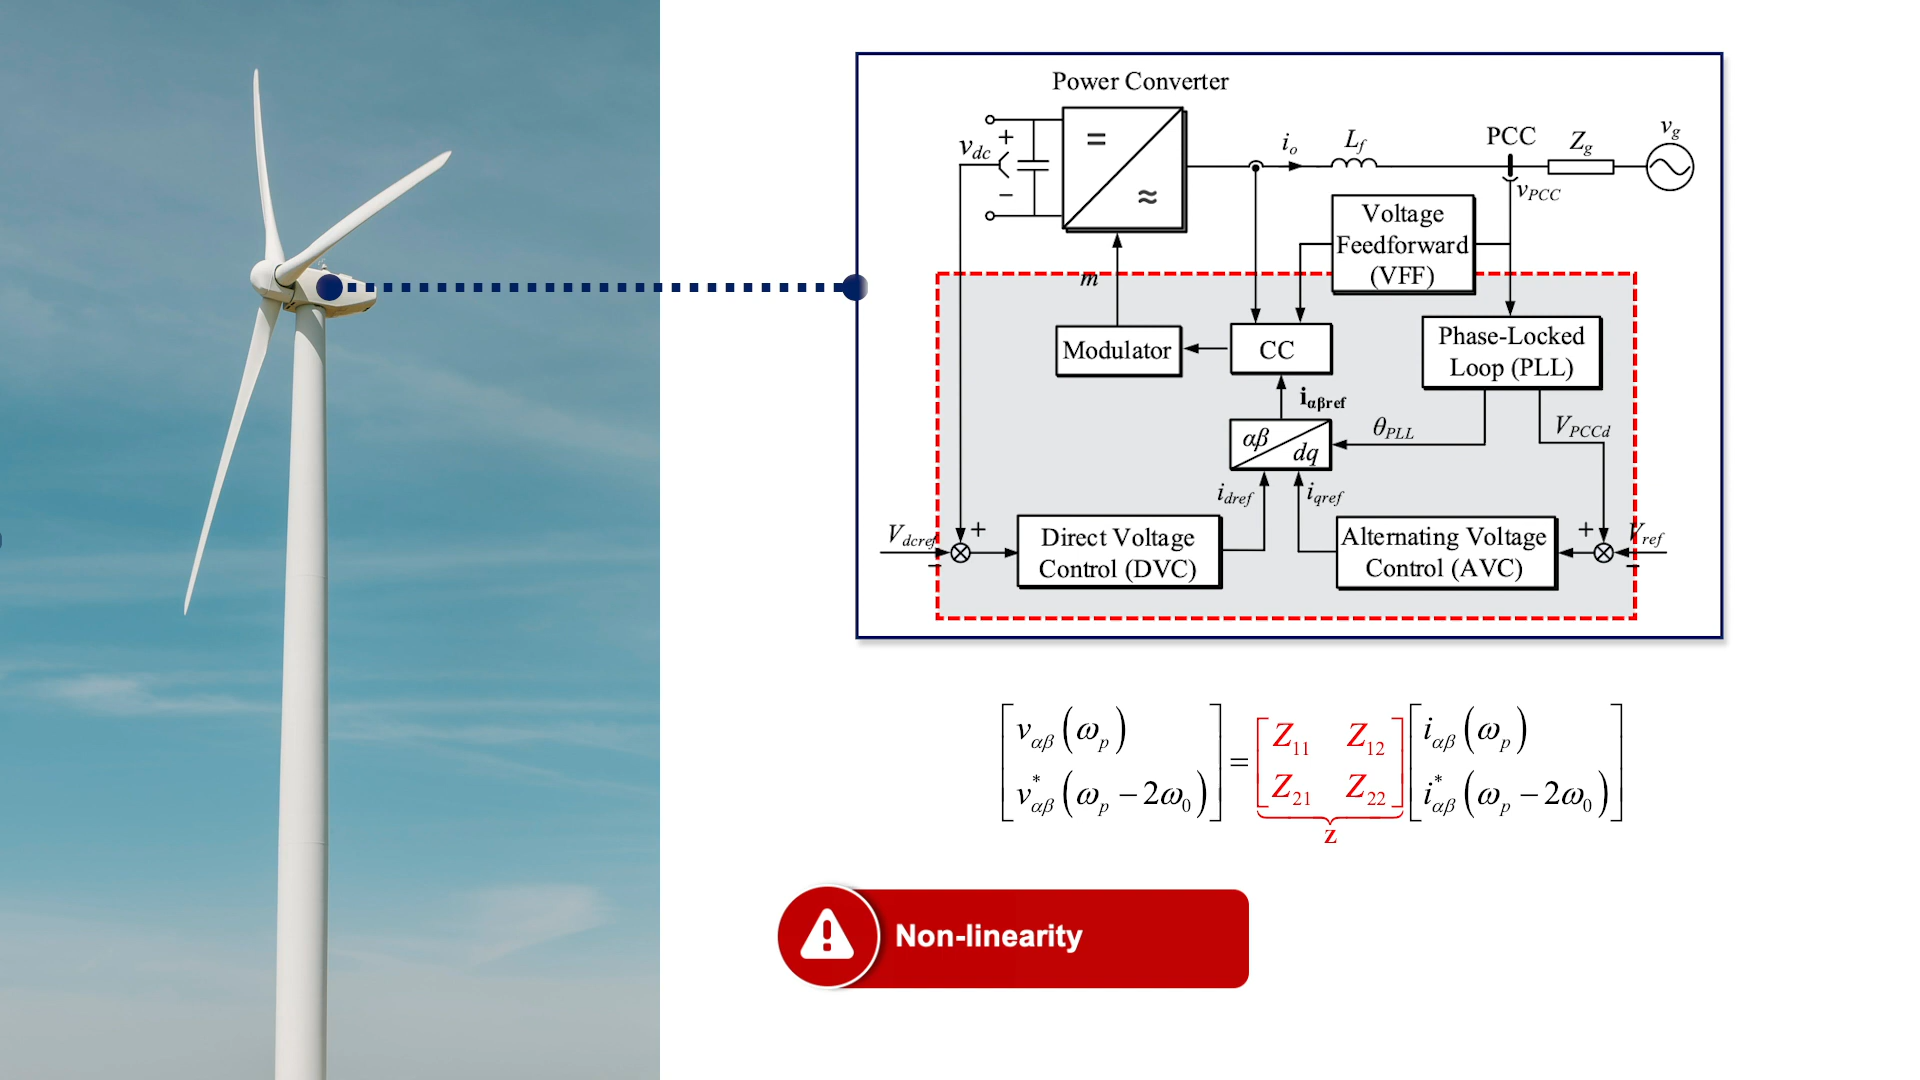 Power Converter
v_dc
+
−
=
≈
i_o
L_f
PCC
Z_g
v_g
v_PCC
Voltage
Feedforward
(VFF)
m
Modulator
CC
Phase-Locked
Loop (PLL)
i_αβref
αβ
dq
θ_PLL
V_PCCd
i_dref
i_qref
V_dcref
+
−
Direct Voltage
Control (DVC)
Alternating Voltage
Control (AVC)
+
−
V_ref
[v_αβ(ω_p)] = [Z_11 Z_12] [i_αβ(ω_p)]
[v*_αβ(ω_p − 2ω_0)] [Z_21 Z_22] [i*_αβ(ω_p − 2ω_0)]
Z
Non-linearity